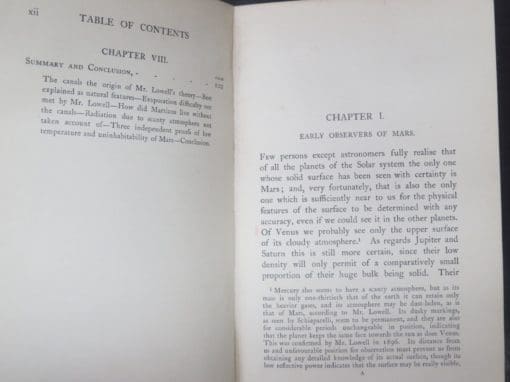 xii
TABLE OF CONTENTS
CHAPTER VIII.
SUMMARY AND CONCLUSION, - - - - -
The canals the origin of Mr. Lowell's theory—Best
explained as natural features—Evaporation difficulty not
met by Mr. Lowell—How did Martians live without
the canals—Radiation due to scanty atmosphere not
taken account of—Three independent proofs of low
temperature and uninhabitability of Mars—Conclusion.
CHAPTER I.
EARLY OBSERVERS OF MARS.
FEW persons except astronomers fully realise that
of all the planets of the Solar system the only one
whose solid surface has been seen with certainty is
Mars; and, very fortunately, that is also the only
one which is sufficiently near to us for the physical
features of the surface to be determined with any
accuracy, even if we could see it in the other planets.
Of Venus we probably see only the upper surface
of its cloudy atmosphere.¹ As regards Jupiter and
Saturn this is still more certain, since their low
density will only permit of a comparatively small
proportion of their huge bulk being solid. Their
¹ Mercury also seems to have a scanty atmosphere, but as its
mass is only one-thirtieth that of the earth it can retain only the
heavier gases, and its atmosphere may be dust-laden, as is
that of Mars, according to Mr. Lowell. Its dusky markings,
as seen by Schiaparelli, seem to be permanent, and they are also
for considerable periods unchangeable in position, indicating
that the planet keeps the same face towards the sun as does Venus.
This was confirmed by Mr. Lowell in 1896. Its distance from
us and unfavourable position for observation must prevent us from
obtaining any detailed knowledge of its actual surface, though its
low reflective power indicates that the surface may be really visible.
A